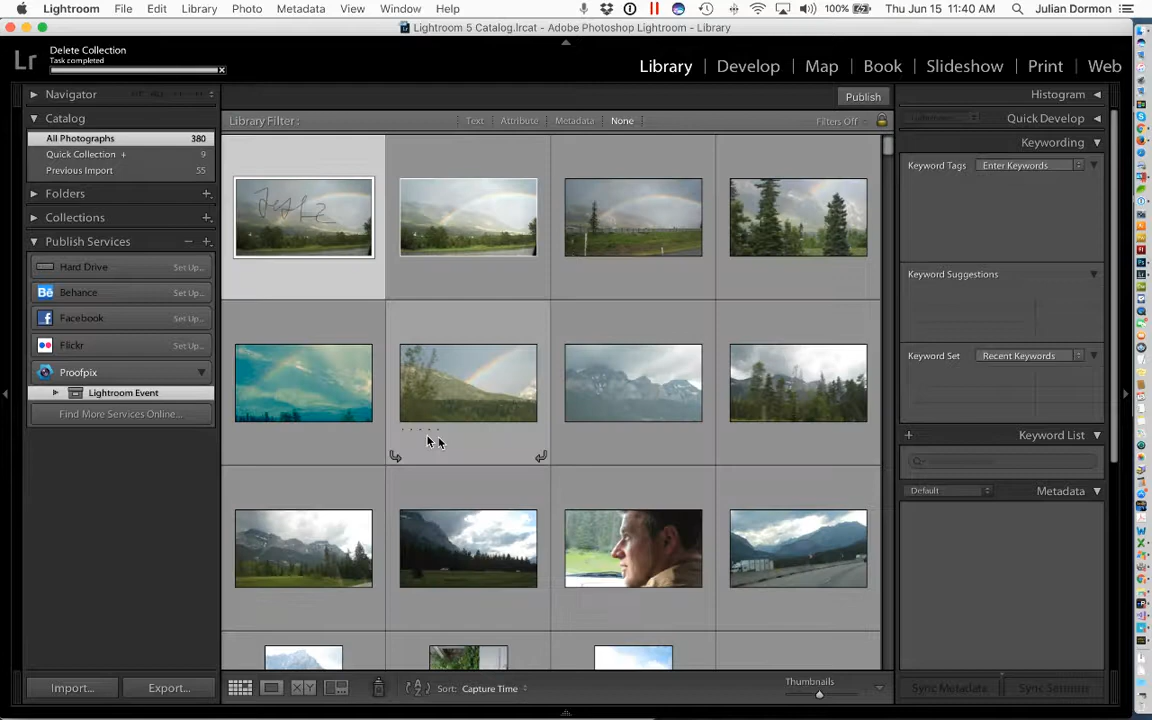 Lightroom File Edit Library Photo Metadata View Window Help 100% Thu Jun 15 11:40 AM Julian Dormon
Lightroom 5 Catalog.lrcat - Adobe Photoshop Lightroom - Library
Lr Delete Collection
Task completed
Library | Develop | Map | Book | Slideshow | Print | Web
Navigator
Catalog
All Photographs 380
Quick Collection + 9
Previous Import 55
Folders
Collections
Publish Services
Hard Drive Set Up...
Bē Behance Set Up...
Facebook Set Up...
Flickr Set Up...
Proofpix
Lightroom Event
Find More Services Online...
Import... Export...
Publish
Library Filter: Text Attribute Metadata None Filters Off
Sort: Capture Time
Thumbnails
Histogram
Quick Develop
Keywording
Keyword Tags Enter Keywords
Keyword Suggestions
Keyword Set Recent Keywords
Keyword List
Default Metadata
Sync Metadata Sync Settings